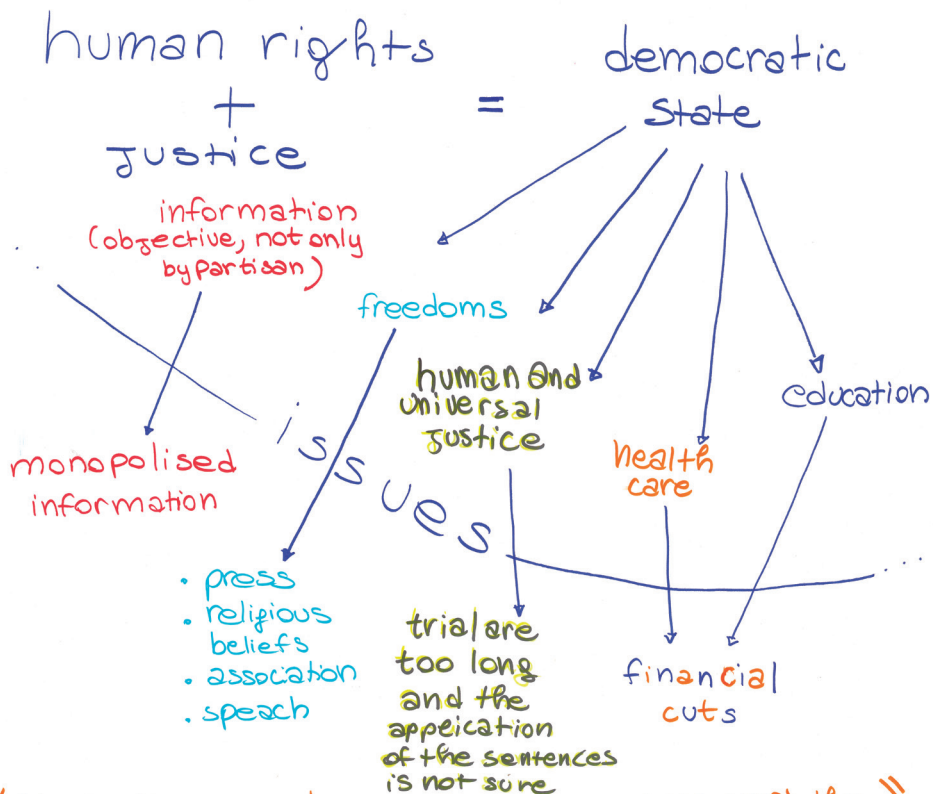 human rights
+
Justice
=
democratic
state
information
(objective, not only
by partisan)
freedoms
human and
universal
Justice
health
care
education
monopolised
information
issues
. press
. religious
beliefs
. association
. speach
trial are
too long
and the
appeication
of the sentences
is not sure
financial
cuts